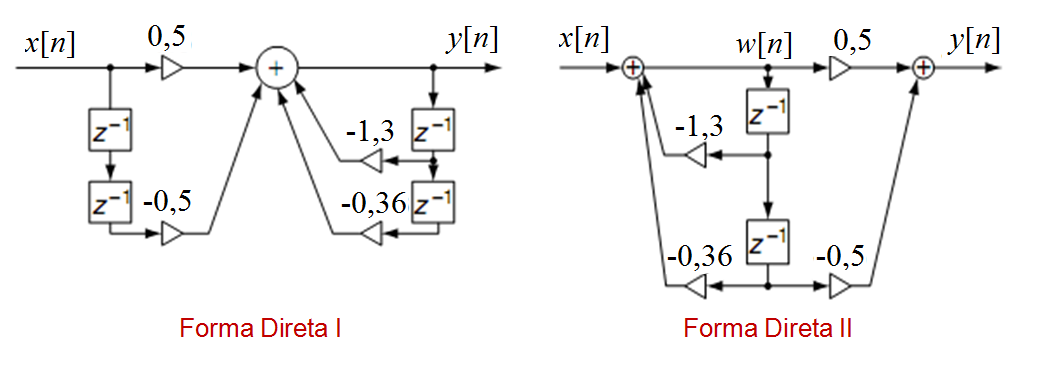 x[n] 0,5 + y[n]
z⁻¹ -1,3 z⁻¹
z⁻¹ -0,5 -0,36 z⁻¹
Forma Direta I
x[n] + w[n] 0,5 + y[n]
z⁻¹
-1,3
z⁻¹
-0,36 -0,5
Forma Direta II